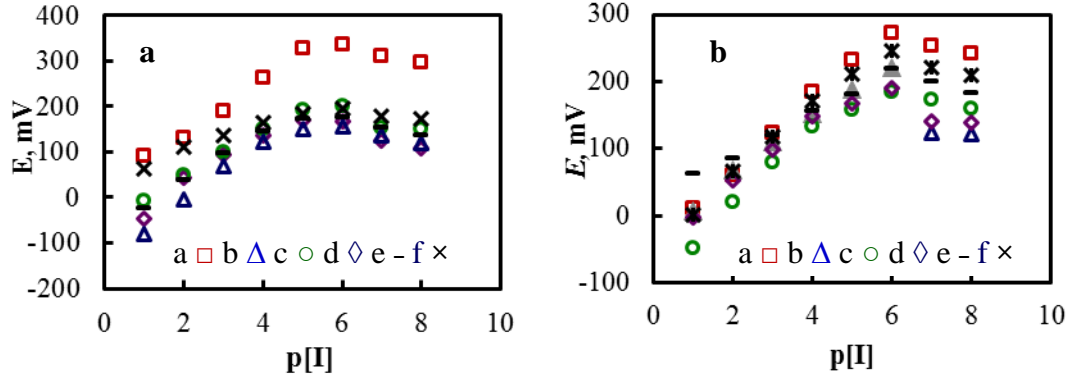 400
300
200
100
0
-100
-200
E, mV
a
a □ b Δ c ○ d ◊ e – f ×
0 2 4 6 8 10
p[I]
300
200
100
0
-100
E, mV
b
a □ b Δ c ○ d ◊ e – f ×
0 2 4 6 8 10
p[I]